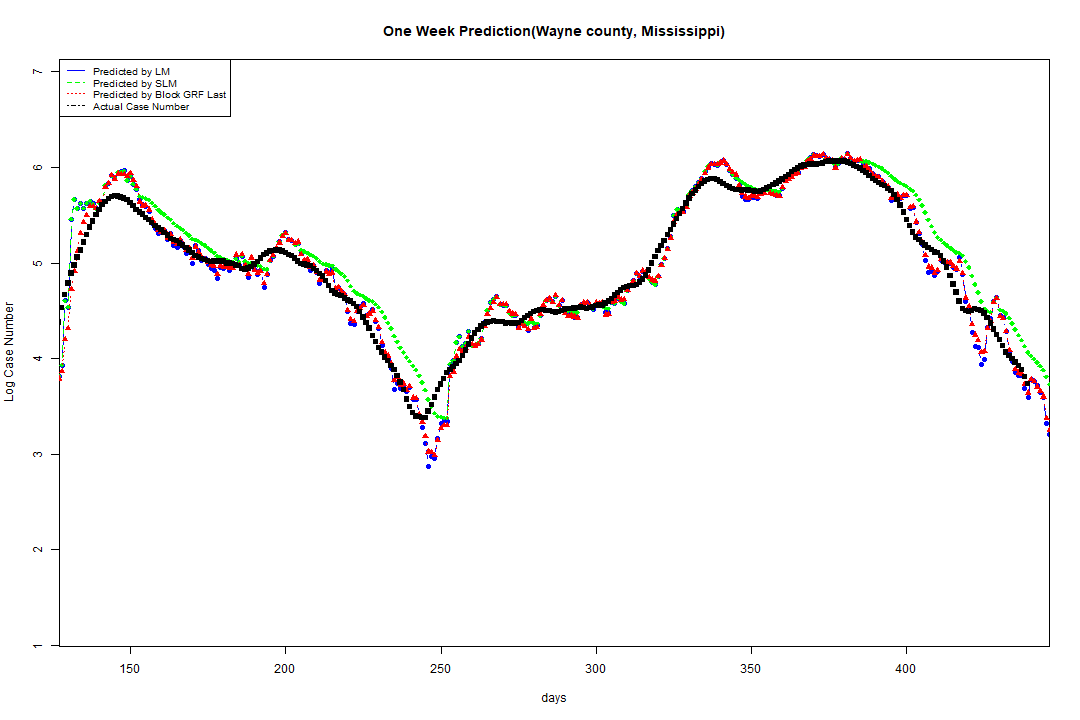 One Week Prediction(Wayne county, Mississippi)
Predicted by LM
Predicted by SLM
Predicted by Block GRF Last
Actual Case Number
7
6
5
4
3
2
1
Log Case Number
150 200 250 300 350 400
days